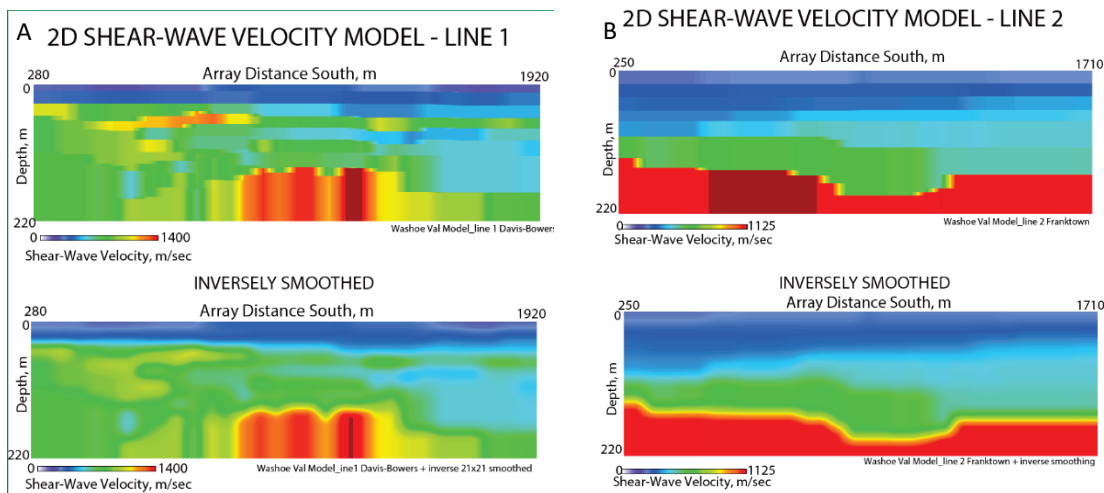 A
2D SHEAR-WAVE VELOCITY MODEL - LINE 1
Array Distance South, m
280
1920
0
Depth, m
220
Washoe Val Model_line 1 Davis-Bowers
0
1400
Shear-Wave Velocity, m/sec
INVERSELY SMOOTHED
Array Distance South, m
280
1920
0
Depth, m
220
Washoe Val Model_ine1 Davis-Bowers + inverse 21x21 smoothed
0
1400
Shear-Wave Velocity, m/sec
B
2D SHEAR-WAVE VELOCITY MODEL - LINE 2
Array Distance South, m
250
1710
0
Depth, m
220
Washoe Val Model_line 2 Franktown
0
1125
Shear-Wave Velocity, m/sec
INVERSELY SMOOTHED
Array Distance South, m
250
1710
0
Depth, m
220
Washoe Val Model_line 2 Franktown + inverse smoothing
0
1125
Shear-Wave Velocity, m/sec